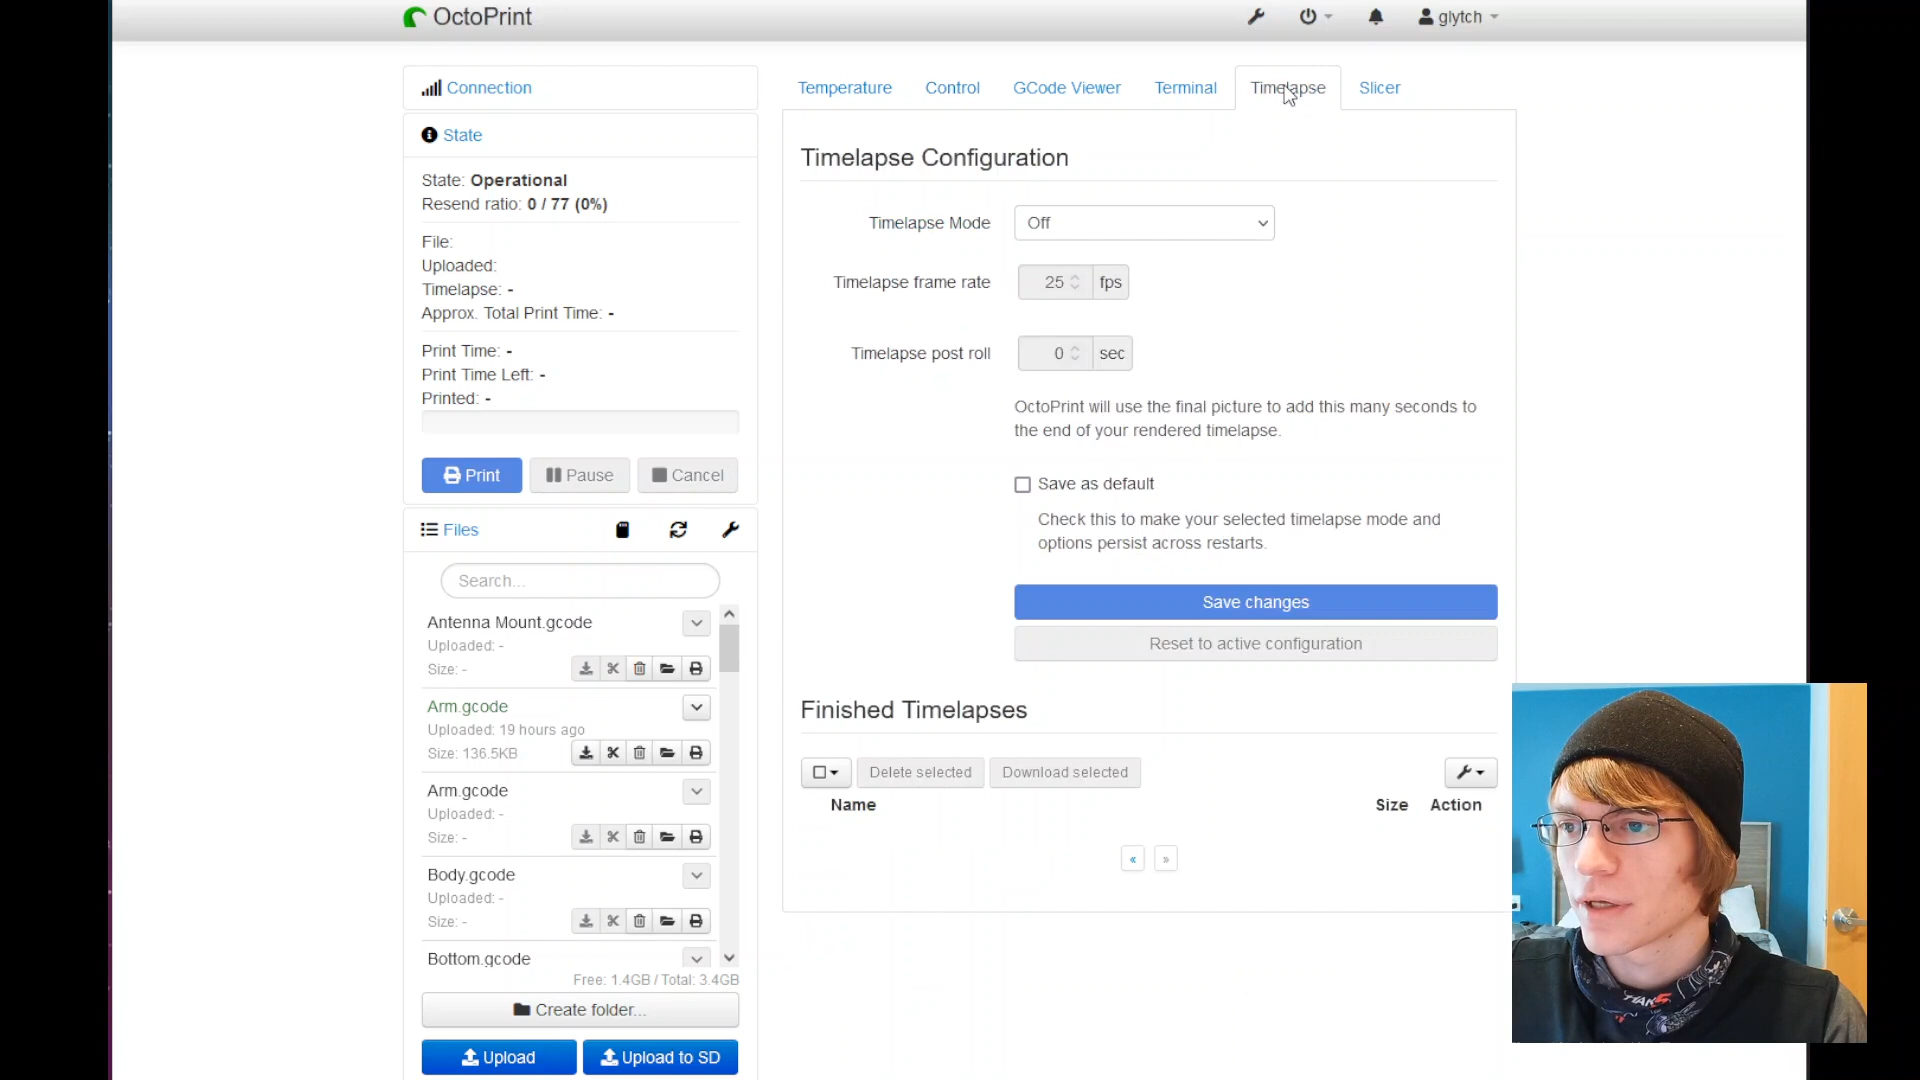 OctoPrint
glytch
Connection
State
State: Operational
Resend ratio: 0 / 77 (0%)
File:
Uploaded:
Timelapse: -
Approx. Total Print Time: -
Print Time: -
Print Time Left: -
Printed: -
Print
Pause
Cancel
Files
Search...
Antenna Mount.gcode
Uploaded: -
Size: -
Arm.gcode
Uploaded: 19 hours ago
Size: 136.5KB
Arm.gcode
Uploaded: -
Size: -
Body.gcode
Uploaded: -
Size: -
Bottom.gcode
Free: 1.4GB / Total: 3.4GB
Create folder...
Upload
Upload to SD
Temperature
Control
GCode Viewer
Terminal
Timelapse
Slicer
Timelapse Configuration
Timelapse Mode
Off
Timelapse frame rate
25
fps
Timelapse post roll
0
sec
OctoPrint will use the final picture to add this many seconds to
the end of your rendered timelapse.
Save as default
Check this to make your selected timelapse mode and
options persist across restarts.
Save changes
Reset to active configuration
Finished Timelapses
Delete selected
Download selected
Name
Size
Action
«
»